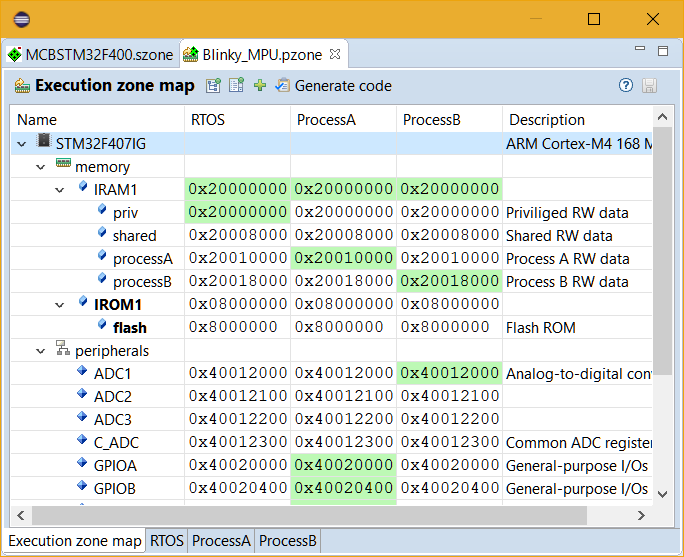 MCBSTM32F400.szone Blinky_MPU.pzone
Execution zone map Generate code
Name RTOS ProcessA ProcessB Description
STM32F407IG ARM Cortex-M4 168 M
memory
IRAM1 0x20000000 0x20000000 0x20000000
priv 0x20000000 0x20000000 0x20000000 Priviliged RW data
shared 0x20008000 0x20008000 0x20008000 Shared RW data
processA 0x20010000 0x20010000 0x20010000 Process A RW data
processB 0x20018000 0x20018000 0x20018000 Process B RW data
IROM1 0x08000000 0x08000000 0x08000000
flash 0x8000000 0x8000000 0x8000000 Flash ROM
peripherals
ADC1 0x40012000 0x40012000 0x40012000 Analog-to-digital con
ADC2 0x40012100 0x40012100 0x40012100
ADC3 0x40012200 0x40012200 0x40012200
C_ADC 0x40012300 0x40012300 0x40012300 Common ADC register
GPIOA 0x40020000 0x40020000 0x40020000 General-purpose I/Os
GPIOB 0x40020400 0x40020400 0x40020400 General-purpose I/Os
Execution zone map RTOS ProcessA ProcessB